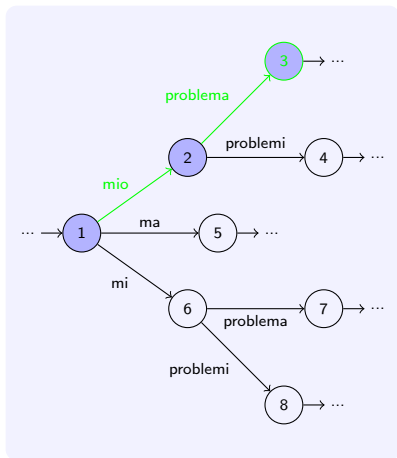 3 ...
problema
problemi
2 4 ...
mio
ma
... 1 5 ...
mi
6 7 ...
problema
problemi
8 ...